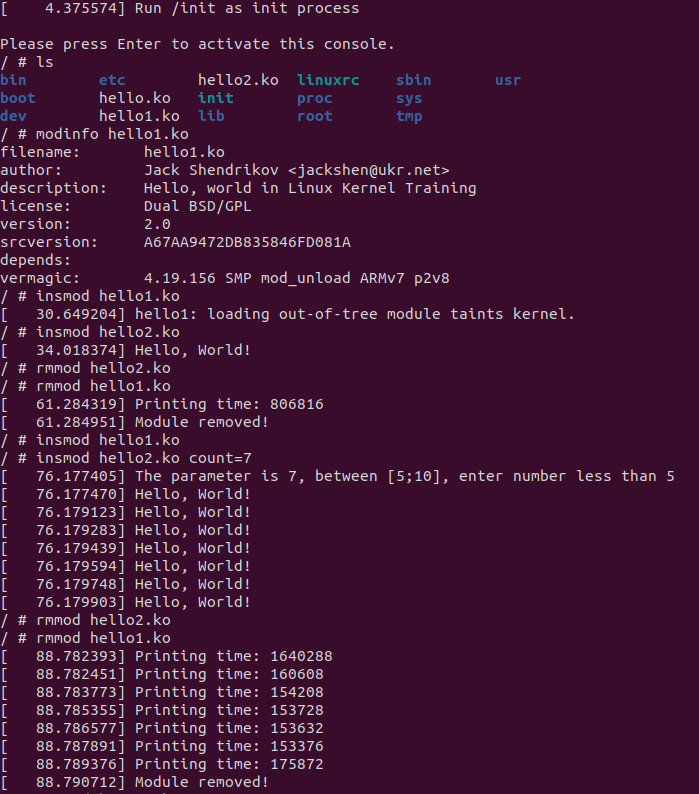 [    4.375574] Run /init as init process

Please press Enter to activate this console.
/ # ls
bin        etc        hello2.ko  linuxrc    sbin       usr
boot       hello.ko   init       proc       sys
dev        hello1.ko  lib        root       tmp
/ # modinfo hello1.ko
filename:       hello1.ko
author:         Jack Shendrikov <jackshen@ukr.net>
description:    Hello, world in Linux Kernel Training
license:        Dual BSD/GPL
version:        2.0
srcversion:     A67AA9472DB835846FD081A
depends:
vermagic:       4.19.156 SMP mod_unload ARMv7 p2v8
/ # insmod hello1.ko
[   30.649204] hello1: loading out-of-tree module taints kernel.
/ # insmod hello2.ko
[   34.018374] Hello, World!
/ # rmmod hello2.ko
/ # rmmod hello1.ko
[   61.284319] Printing time: 806816
[   61.284951] Module removed!
/ # insmod hello1.ko
/ # insmod hello2.ko count=7
[   76.177405] The parameter is 7, between [5;10], enter number less than 5
[   76.177470] Hello, World!
[   76.179123] Hello, World!
[   76.179283] Hello, World!
[   76.179439] Hello, World!
[   76.179594] Hello, World!
[   76.179748] Hello, World!
[   76.179903] Hello, World!
/ # rmmod hello2.ko
/ # rmmod hello1.ko
[   88.782393] Printing time: 1640288
[   88.782451] Printing time: 160608
[   88.783773] Printing time: 154208
[   88.785355] Printing time: 153728
[   88.786577] Printing time: 153632
[   88.787891] Printing time: 153376
[   88.789376] Printing time: 175872
[   88.790712] Module removed!